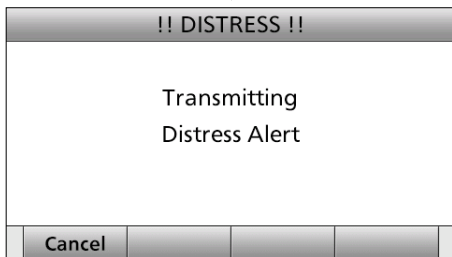 !! DISTRESS !!
Transmitting
Distress Alert
Cancel